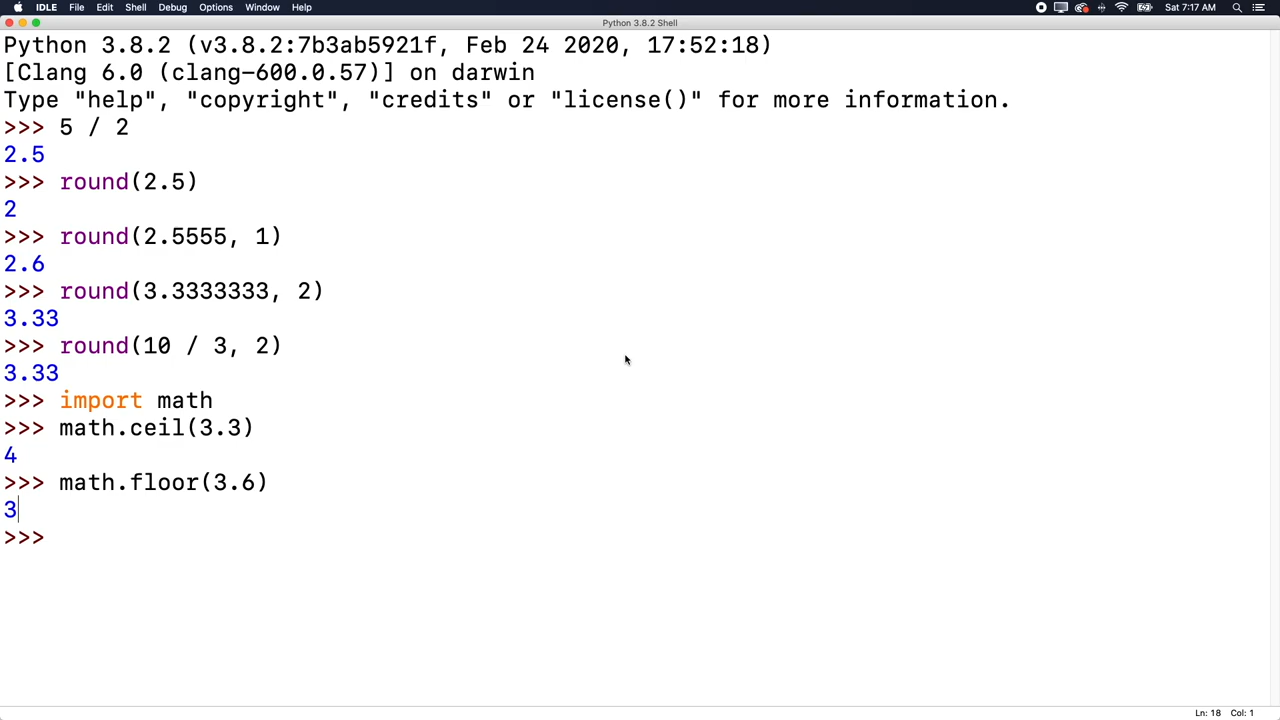 IDLE File Edit Shell Debug Options Window Help Sat 7:17 AM
Python 3.8.2 Shell
Python 3.8.2 (v3.8.2:7b3ab5921f, Feb 24 2020, 17:52:18)
[Clang 6.0 (clang-600.0.57)] on darwin
Type "help", "copyright", "credits" or "license()" for more information.
>>> 5 / 2
2.5
>>> round(2.5)
2
>>> round(2.5555, 1)
2.6
>>> round(3.3333333, 2)
3.33
>>> round(10 / 3, 2)
3.33
>>> import math
>>> math.ceil(3.3)
4
>>> math.floor(3.6)
3
>>>
Ln: 18 Col: 1